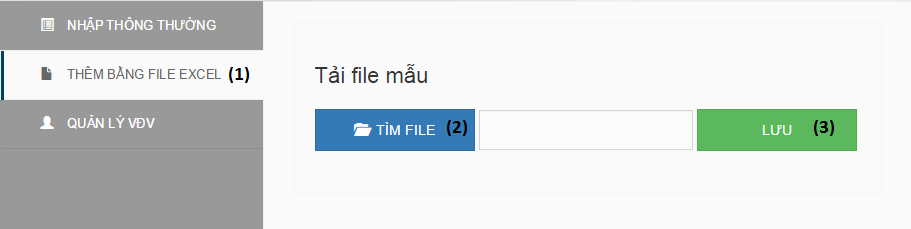 NHẬP THÔNG THƯỜNG
THÊM BẰNG FILE EXCEL (1)
QUẢN LÝ VĐV
Tải file mẫu
TÌM FILE (2)
LƯU (3)